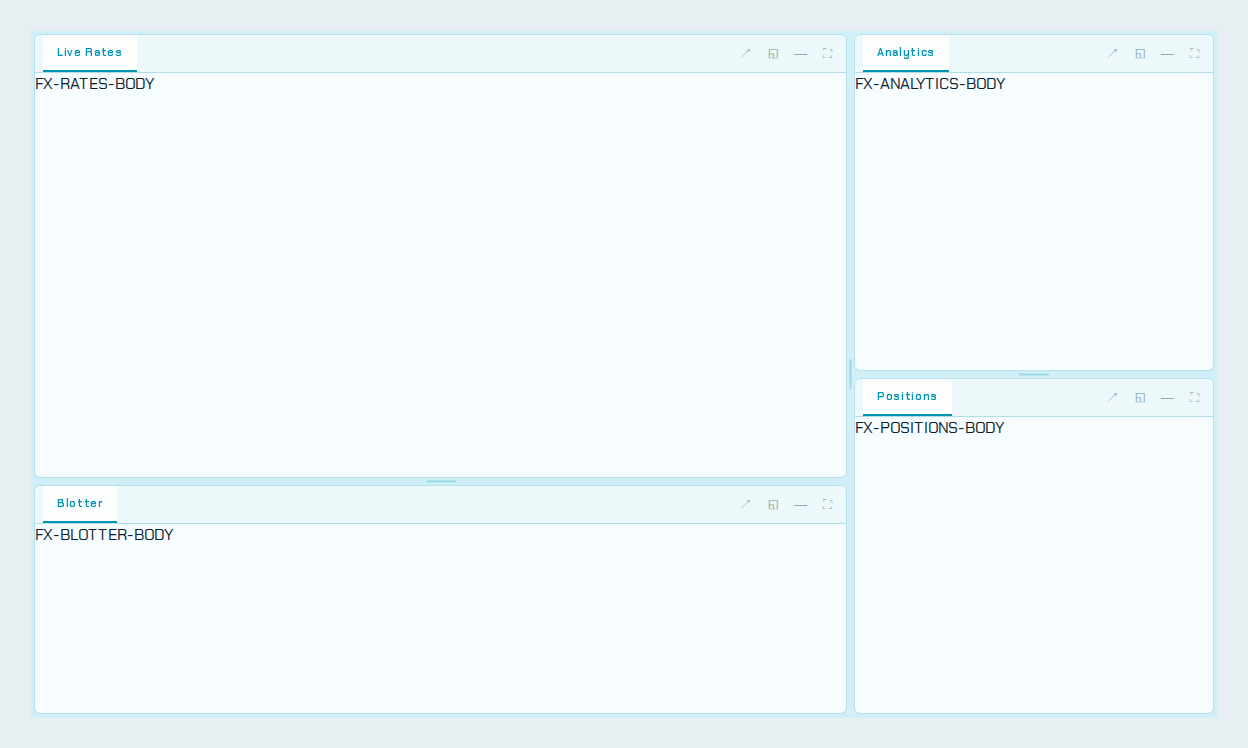 Live Rates
FX-RATES-BODY
Analytics
FX-ANALYTICS-BODY
Blotter
FX-BLOTTER-BODY
Positions
FX-POSITIONS-BODY